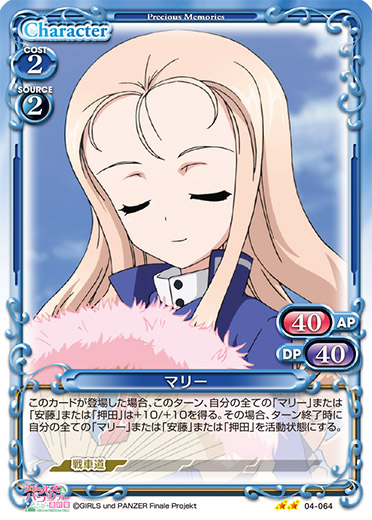 Precious Memories
Character
COST
2
SOURCE
2
40 AP
DP 40
マリー
このカードが登場した場合、このターン、自分の全ての「マリー」または
「安藤」または「押田」は+10/+10を得る。その場合、ターン終了時に
自分の全ての「マリー」または「安藤」または「押田」を活動状態にする。
戦車道
©GIRLS und PANZER Finale Projekt
04-064